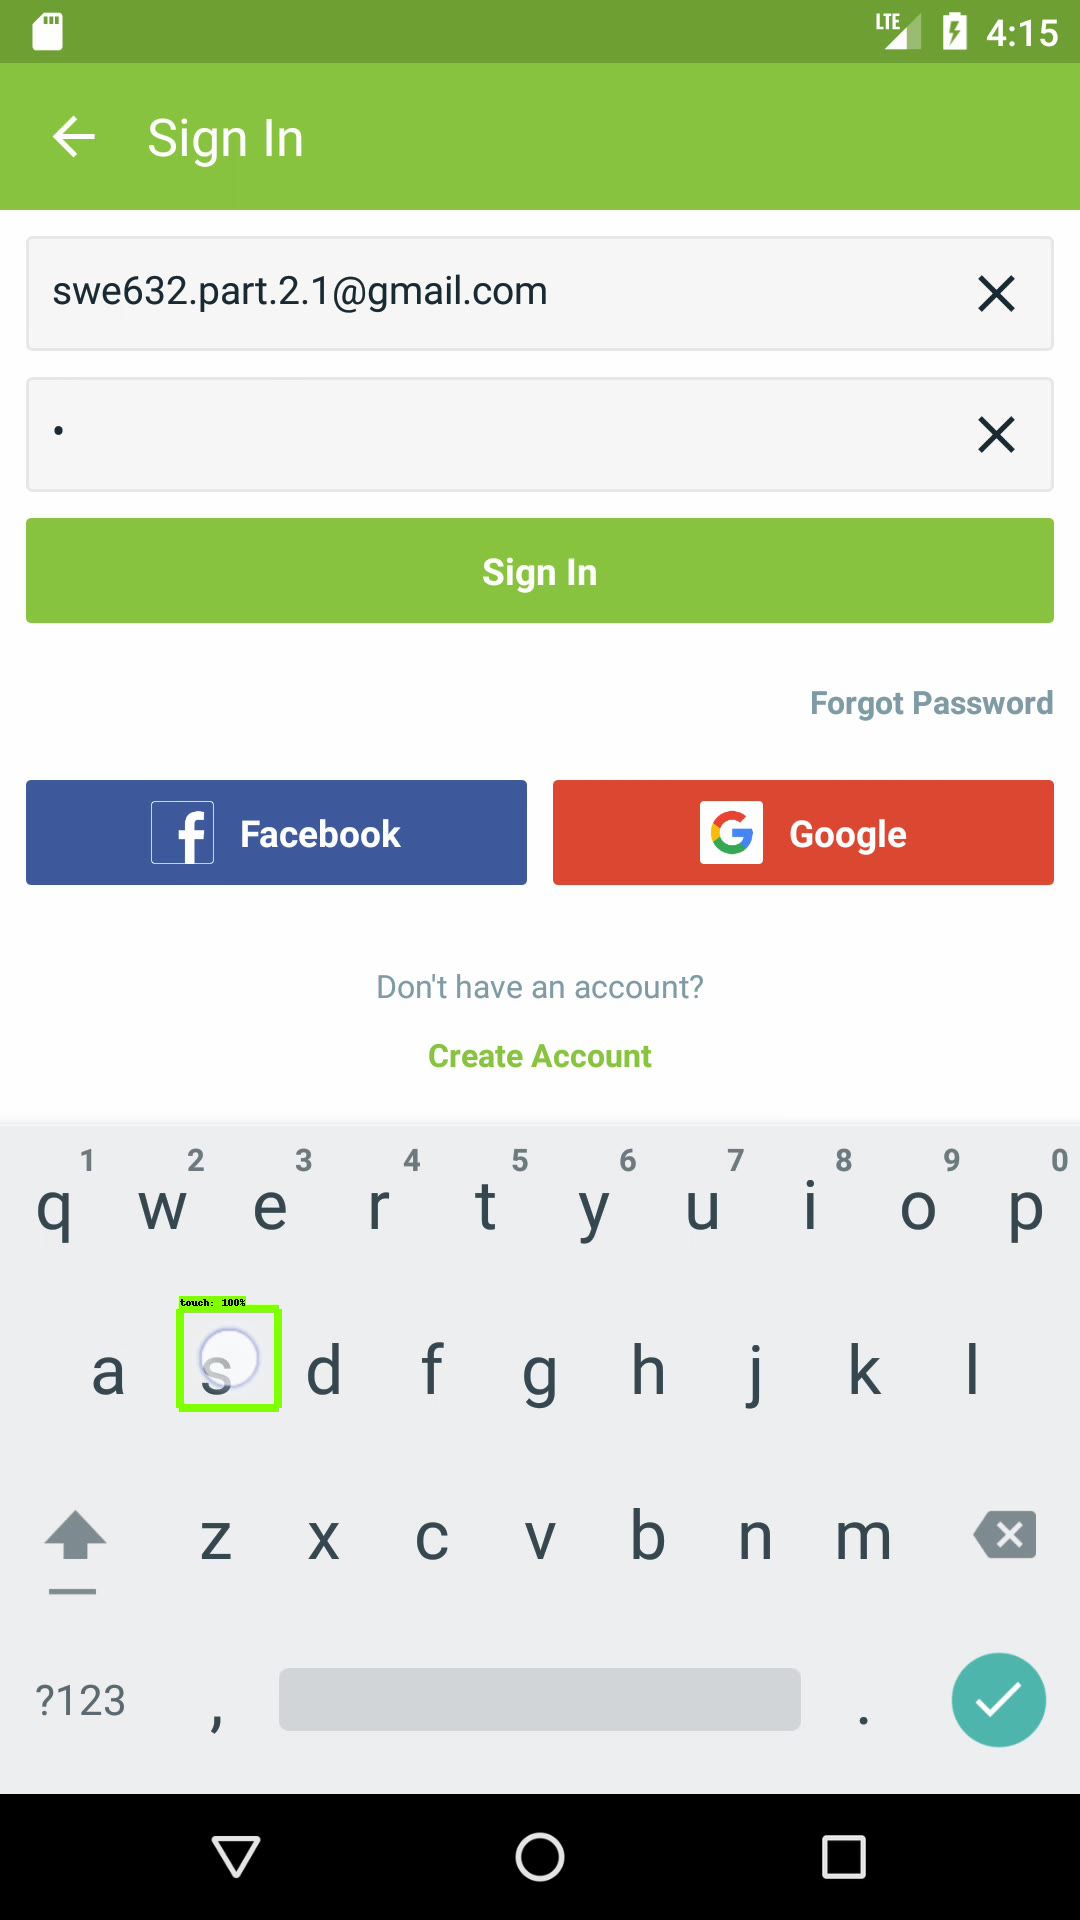 LTE 4:15
Sign In
swe632.part.2.1@gmail.com
•
Sign In
Forgot Password
f Facebook G Google
Don't have an account?
Create Account
1 2 3 4 5 6 7 8 9 0
q w e r t y u i o p
touch: 100%
a s d f g h j k l
z x c v b n m
?123 , .